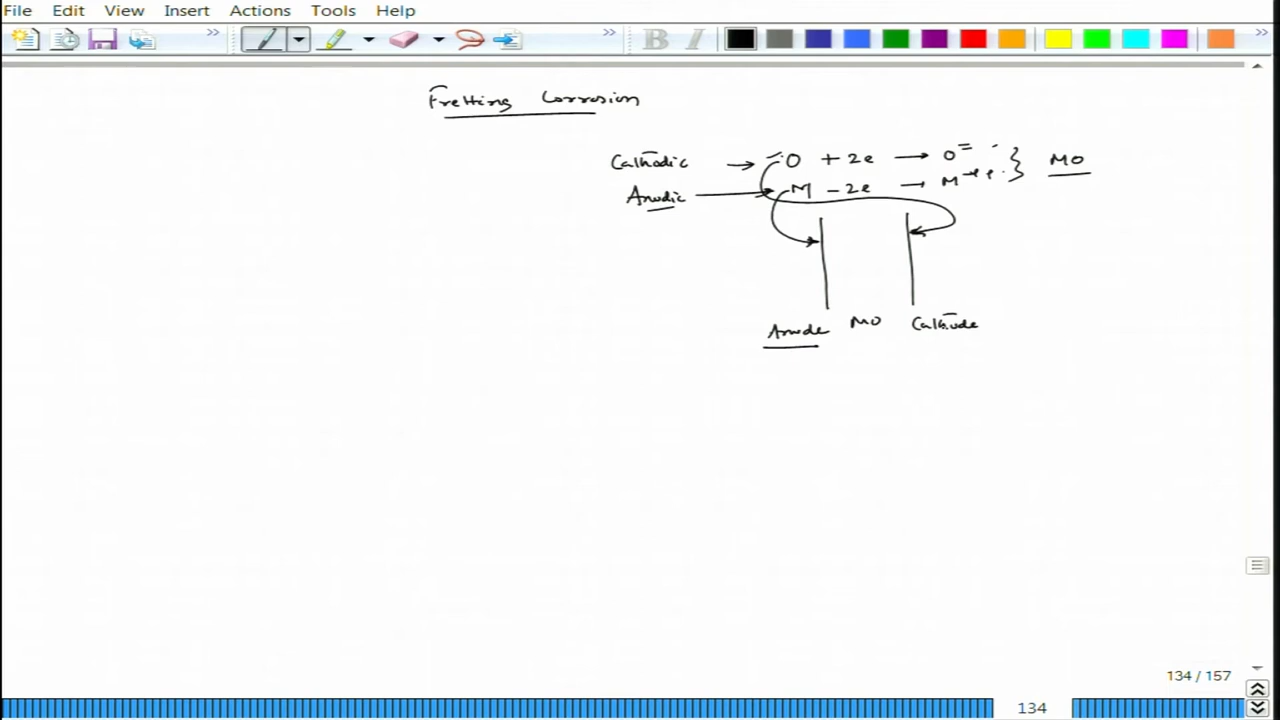 File Edit View Insert Actions Tools Help
B I
Fretting Corrosion
Cathodic → O + 2e → O= } MO
Anodic → M - 2e → M++
Anode MO Cathode
134 / 157
134